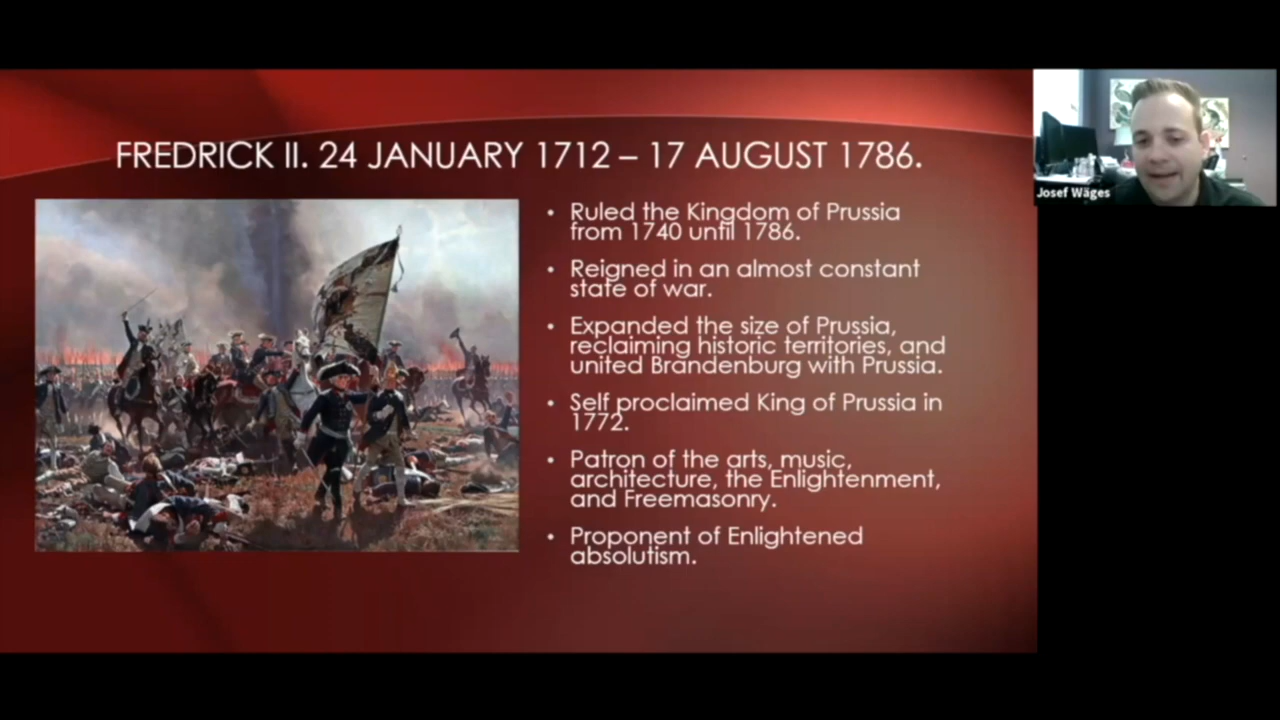 FREDRICK II. 24 JANUARY 1712 – 17 AUGUST 1786.
• Ruled the Kingdom of Prussia
from 1740 until 1786.
• Reigned in an almost constant
state of war.
• Expanded the size of Prussia,
reclaiming historic territories, and
united Brandenburg with Prussia.
• Self proclaimed King of Prussia in
1772.
• Patron of the arts, music,
architecture, the Enlightenment,
and Freemasonry.
• Proponent of Enlightened
absolutism.
Josef Wäges